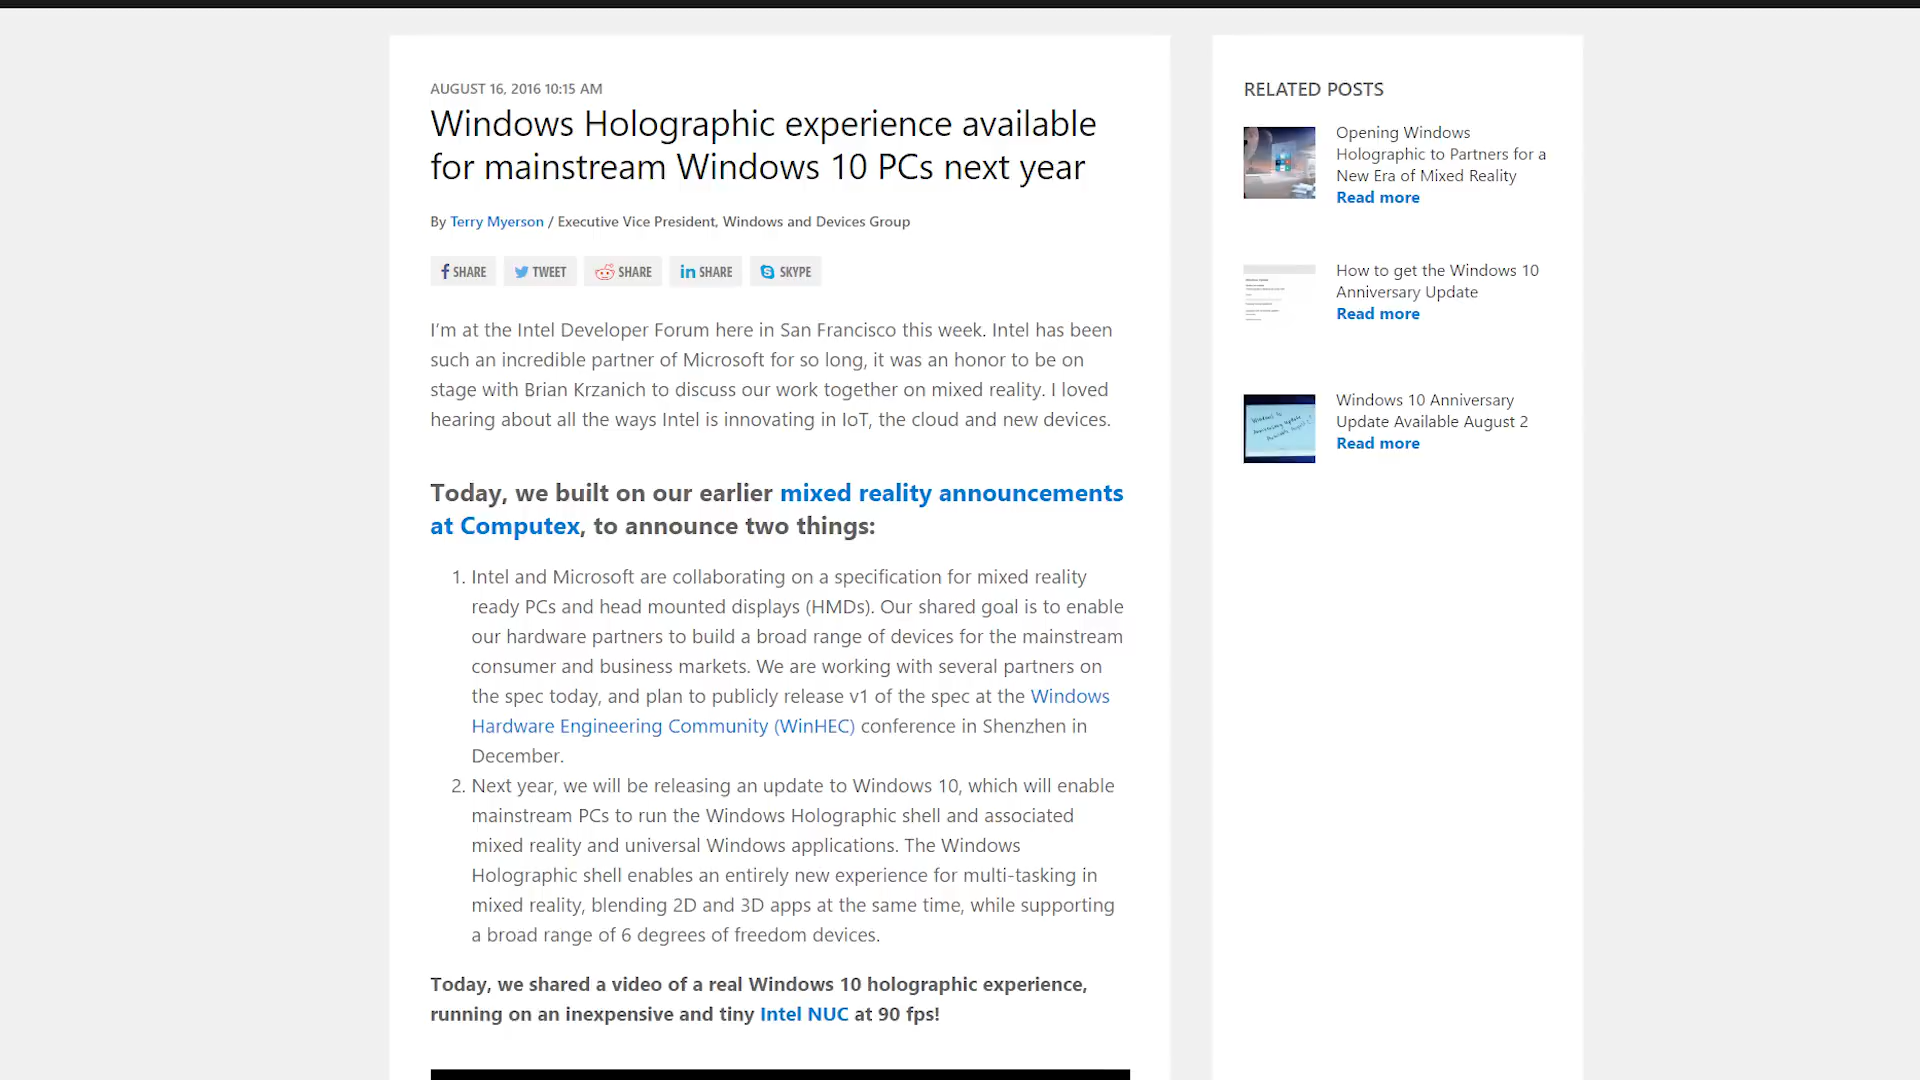 AUGUST 16, 2016 10:15 AM
Windows Holographic experience available
for mainstream Windows 10 PCs next year
By Terry Myerson / Executive Vice President, Windows and Devices Group
SHARE TWEET SHARE SHARE SKYPE
I'm at the Intel Developer Forum here in San Francisco this week. Intel has been
such an incredible partner of Microsoft for so long, it was an honor to be on
stage with Brian Krzanich to discuss our work together on mixed reality. I loved
hearing about all the ways Intel is innovating in IoT, the cloud and new devices.
Today, we built on our earlier mixed reality announcements
at Computex, to announce two things:
1. Intel and Microsoft are collaborating on a specification for mixed reality
ready PCs and head mounted displays (HMDs). Our shared goal is to enable
our hardware partners to build a broad range of devices for the mainstream
consumer and business markets. We are working with several partners on
the spec today, and plan to publicly release v1 of the spec at the Windows
Hardware Engineering Community (WinHEC) conference in Shenzhen in
December.
2. Next year, we will be releasing an update to Windows 10, which will enable
mainstream PCs to run the Windows Holographic shell and associated
mixed reality and universal Windows applications. The Windows
Holographic shell enables an entirely new experience for multi-tasking in
mixed reality, blending 2D and 3D apps at the same time, while supporting
a broad range of 6 degrees of freedom devices.
Today, we shared a video of a real Windows 10 holographic experience,
running on an inexpensive and tiny Intel NUC at 90 fps!
RELATED POSTS
Opening Windows
Holographic to Partners for a
New Era of Mixed Reality
Read more
How to get the Windows 10
Anniversary Update
Read more
Windows 10 Anniversary
Update Available August 2
Read more